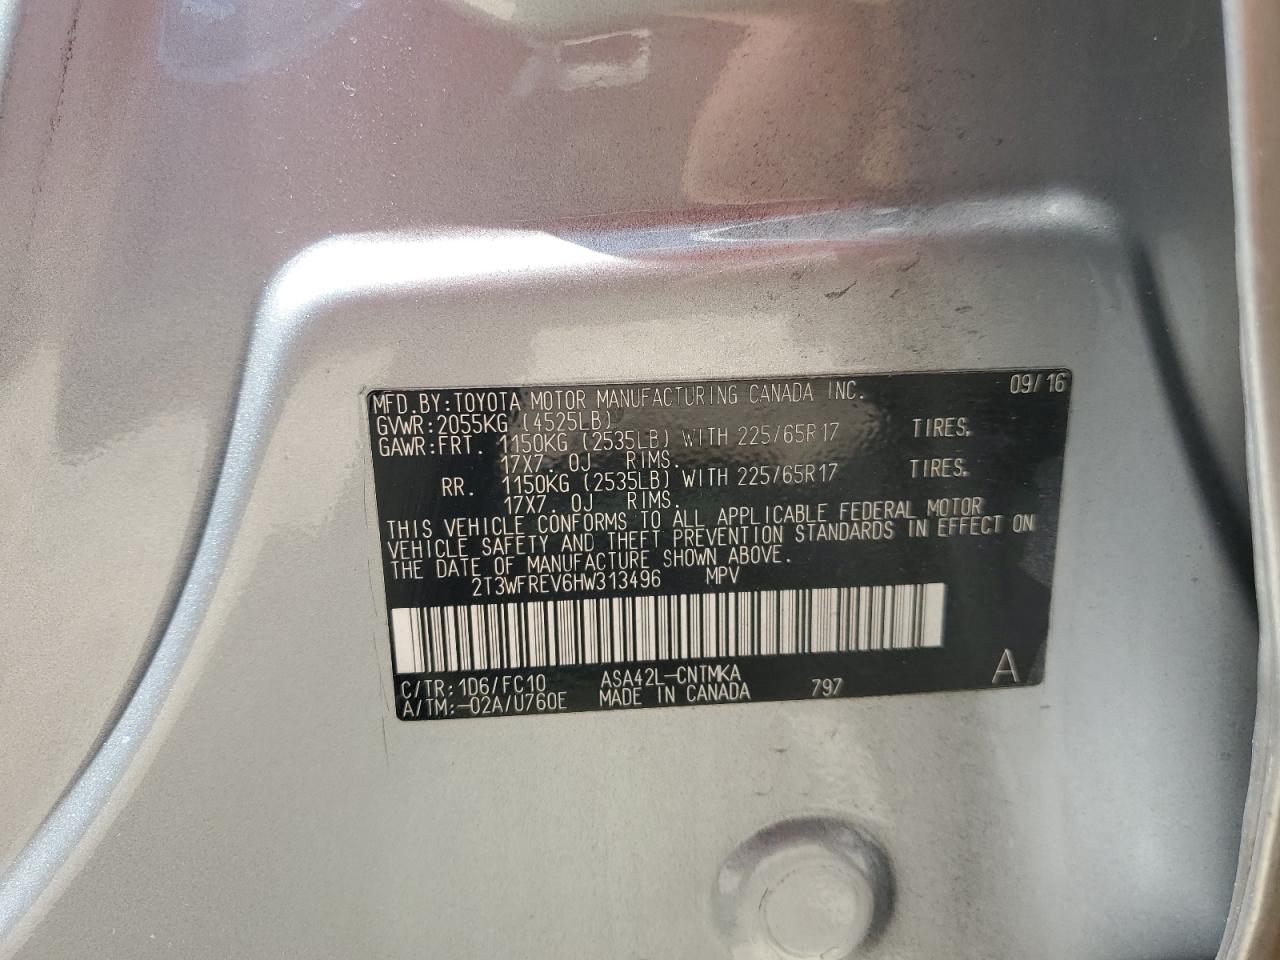 MFD.BY:TOYOTA MOTOR MANUFACTURING CANADA INC. 09/16
GVWR:2055KG (4525LB)
GAWR:FRT. 1150KG (2535LB) WITH 225/65R17 TIRES.
17X7. 0J RIMS.
RR. 1150KG (2535LB) WITH 225/65R17 TIRES.
17X7. 0J RIMS.
THIS VEHICLE CONFORMS TO ALL APPLICABLE FEDERAL MOTOR
VEHICLE SAFETY AND THEFT PREVENTION STANDARDS IN EFFECT ON
THE DATE OF MANUFACTURE SHOWN ABOVE.
2T3WFREV6HW313496 MPV
C/TR:1D6/FC10 ASA42L-CNTMKA A
A/TM:-02A/U760E MADE IN CANADA 797